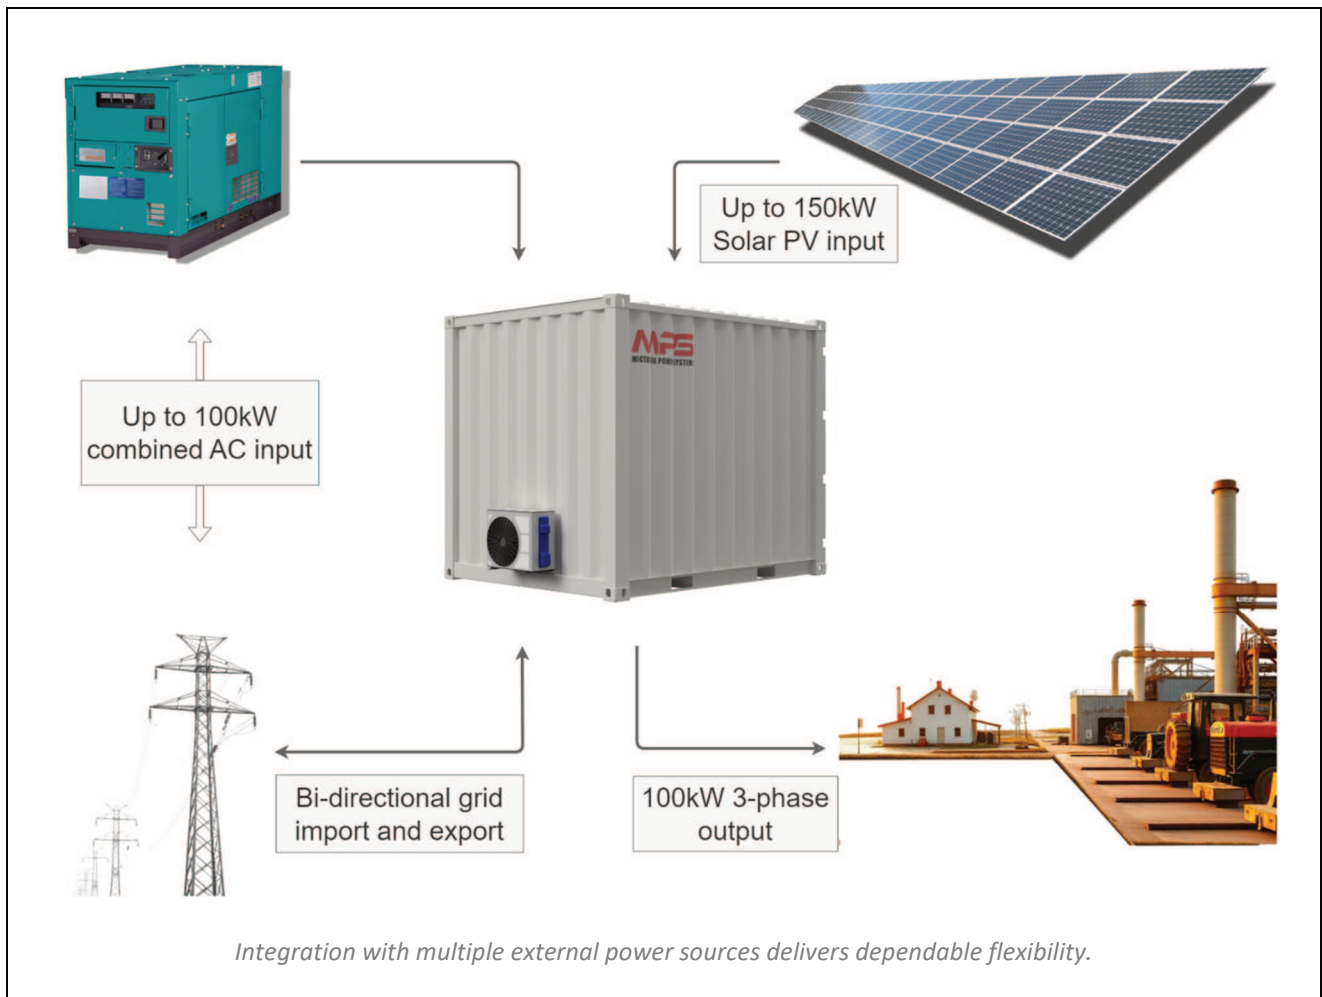 Up to 150kW
Solar PV input
MPS
Up to 100kW
combined AC input
Bi-directional grid
import and export
100kW 3-phase
output
Integration with multiple external power sources delivers dependable flexibility.